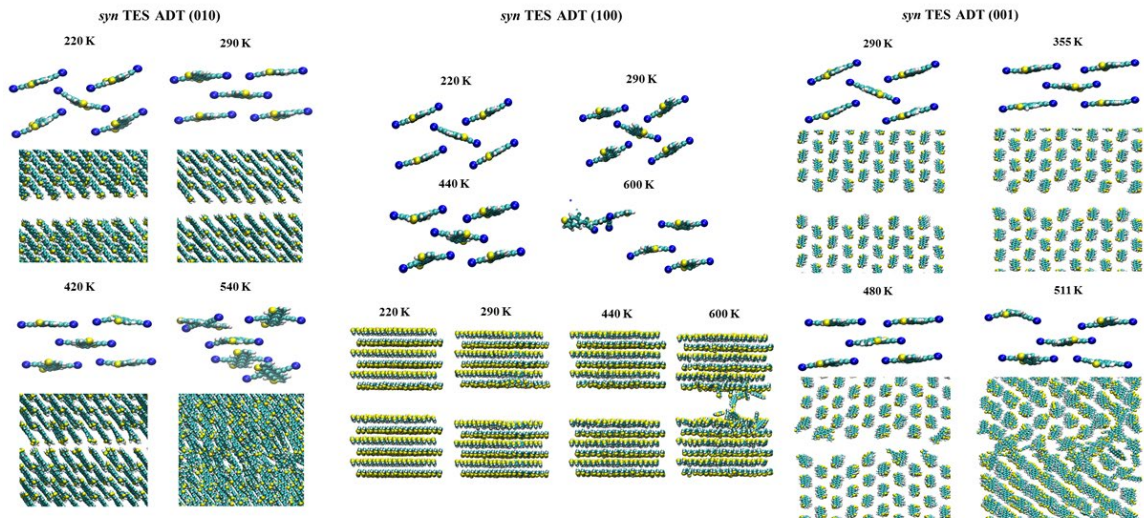 syn TES ADT (010)
syn TES ADT (100)
syn TES ADT (001)
220 K
290 K
420 K
540 K
220 K
290 K
440 K
600 K
220 K
290 K
440 K
600 K
290 K
355 K
480 K
511 K